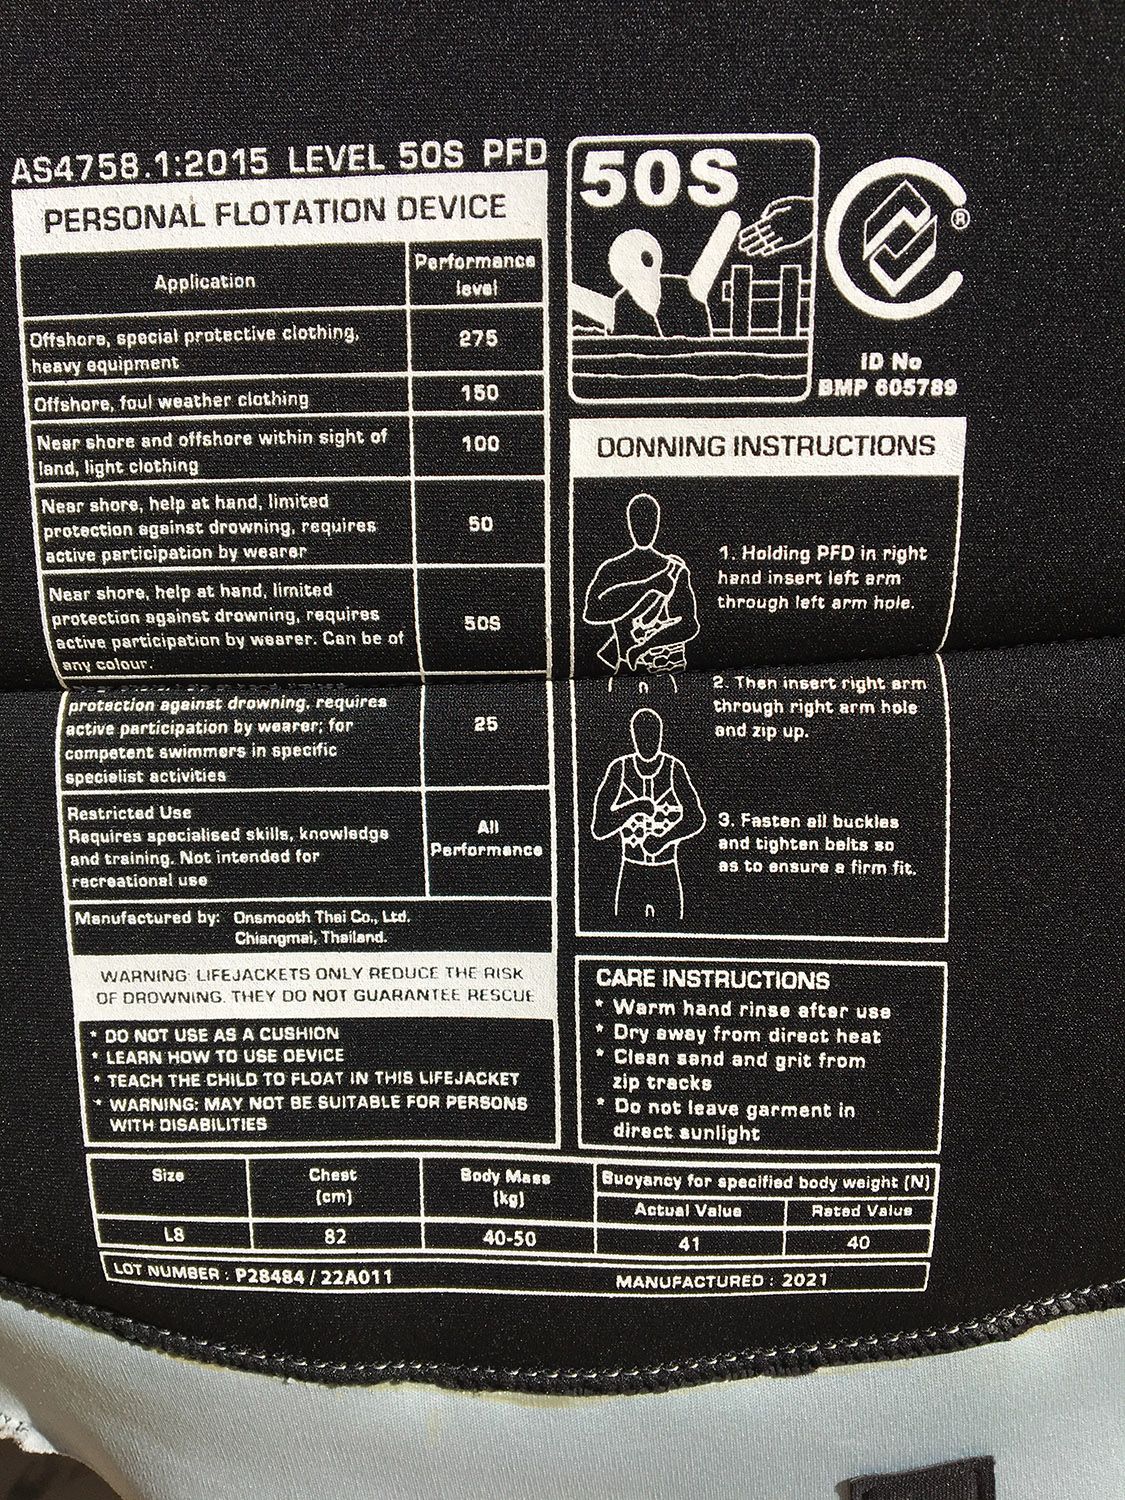 AS4758.1:2015 LEVEL 50S PFD
PERSONAL FLOTATION DEVICE
Application
Performance
level
Offshore, special protective clothing,
heavy equipment
275
Offshore, foul weather clothing
150
Near shore and offshore within sight of
land, light clothing
100
Near shore, help at hand, limited
protection against drowning, requires
active participation by wearer
50
Near shore, help at hand, limited
protection against drowning, requires
active participation by wearer. Can be of
any colour.
50S
protection against drowning, requires
active participation by wearer; for
competent swimmers in specific
specialist activities
25
Restricted Use
Requires specialised skills, knowledge
and training. Not intended for
recreational use
All
Performance
Manufactured by: Onsmooth Thai Co., Ltd.
Chiangmai, Thailand.
WARNING: LIFEJACKETS ONLY REDUCE THE RISK
OF DROWNING. THEY DO NOT GUARANTEE RESCUE
* DO NOT USE AS A CUSHION
* LEARN HOW TO USE DEVICE
* TEACH THE CHILD TO FLOAT IN THIS LIFEJACKET
* WARNING: MAY NOT BE SUITABLE FOR PERSONS
WITH DISABILITIES
50S
®
ID No
BMP 605789
DONNING INSTRUCTIONS
1. Holding PFD in right
hand insert left arm
through left arm hole.
2. Then insert right arm
through right arm hole
and zip up.
3. Fasten all buckles
and tighten belts so
as to ensure a firm fit.
CARE INSTRUCTIONS
* Warm hand rinse after use
* Dry away from direct heat
* Clean sand and grit from
zip tracks
* Do not leave garment in
direct sunlight
Size
Chest
(cm)
Body Mass
(kg)
Buoyancy for specified body weight (N)
Actual Value
Rated Value
L8
82
40-50
41
40
LOT NUMBER : P28484 / 22A011
MANUFACTURED : 2021